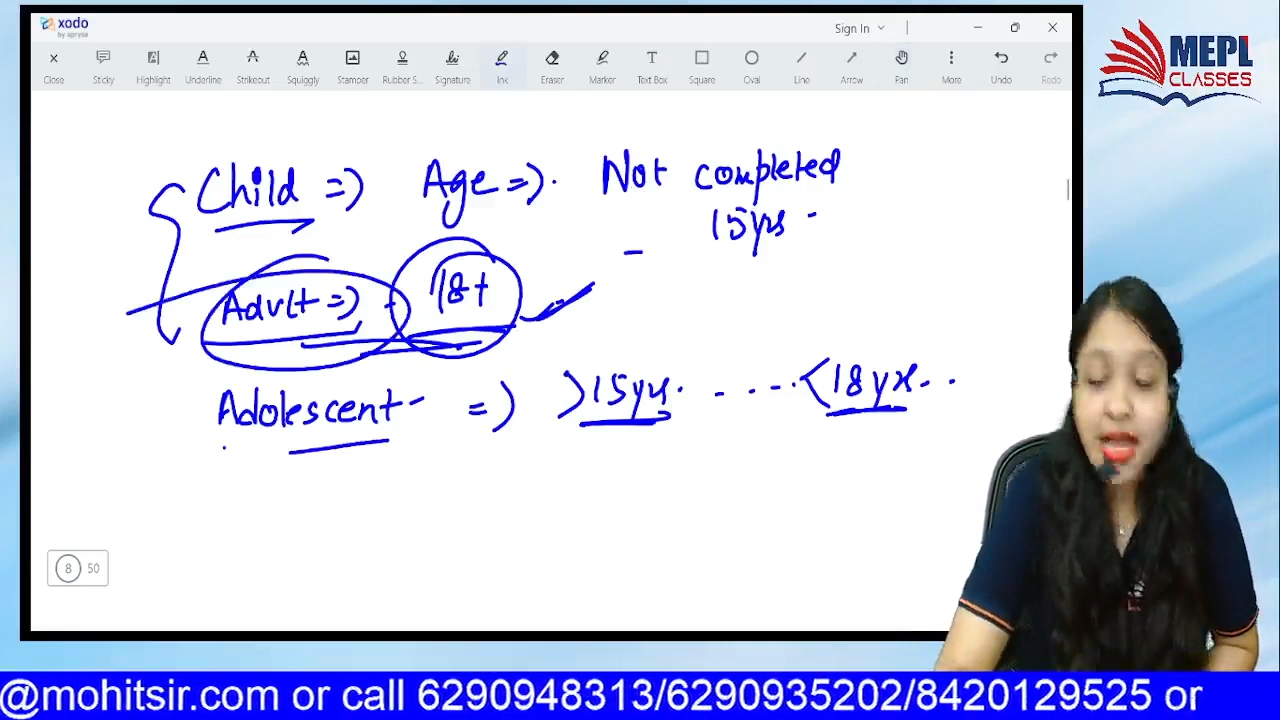 xodo
by apryse
Sign In
Close Sticky Highlight Underline Strikeout Squiggly Stamper Rubber S... Signature Ink Eraser Marker Text Box Square Oval Line Arrow Pan More Undo Redo
MEPL
CLASSES
Child => Age => Not completed
15yrs -
Adult => - 18+
Adolescent - => >15yrs. - . . . . <18yrs..
8 50
@mohitsir.com or call 6290948313/6290935202/8420129525 or